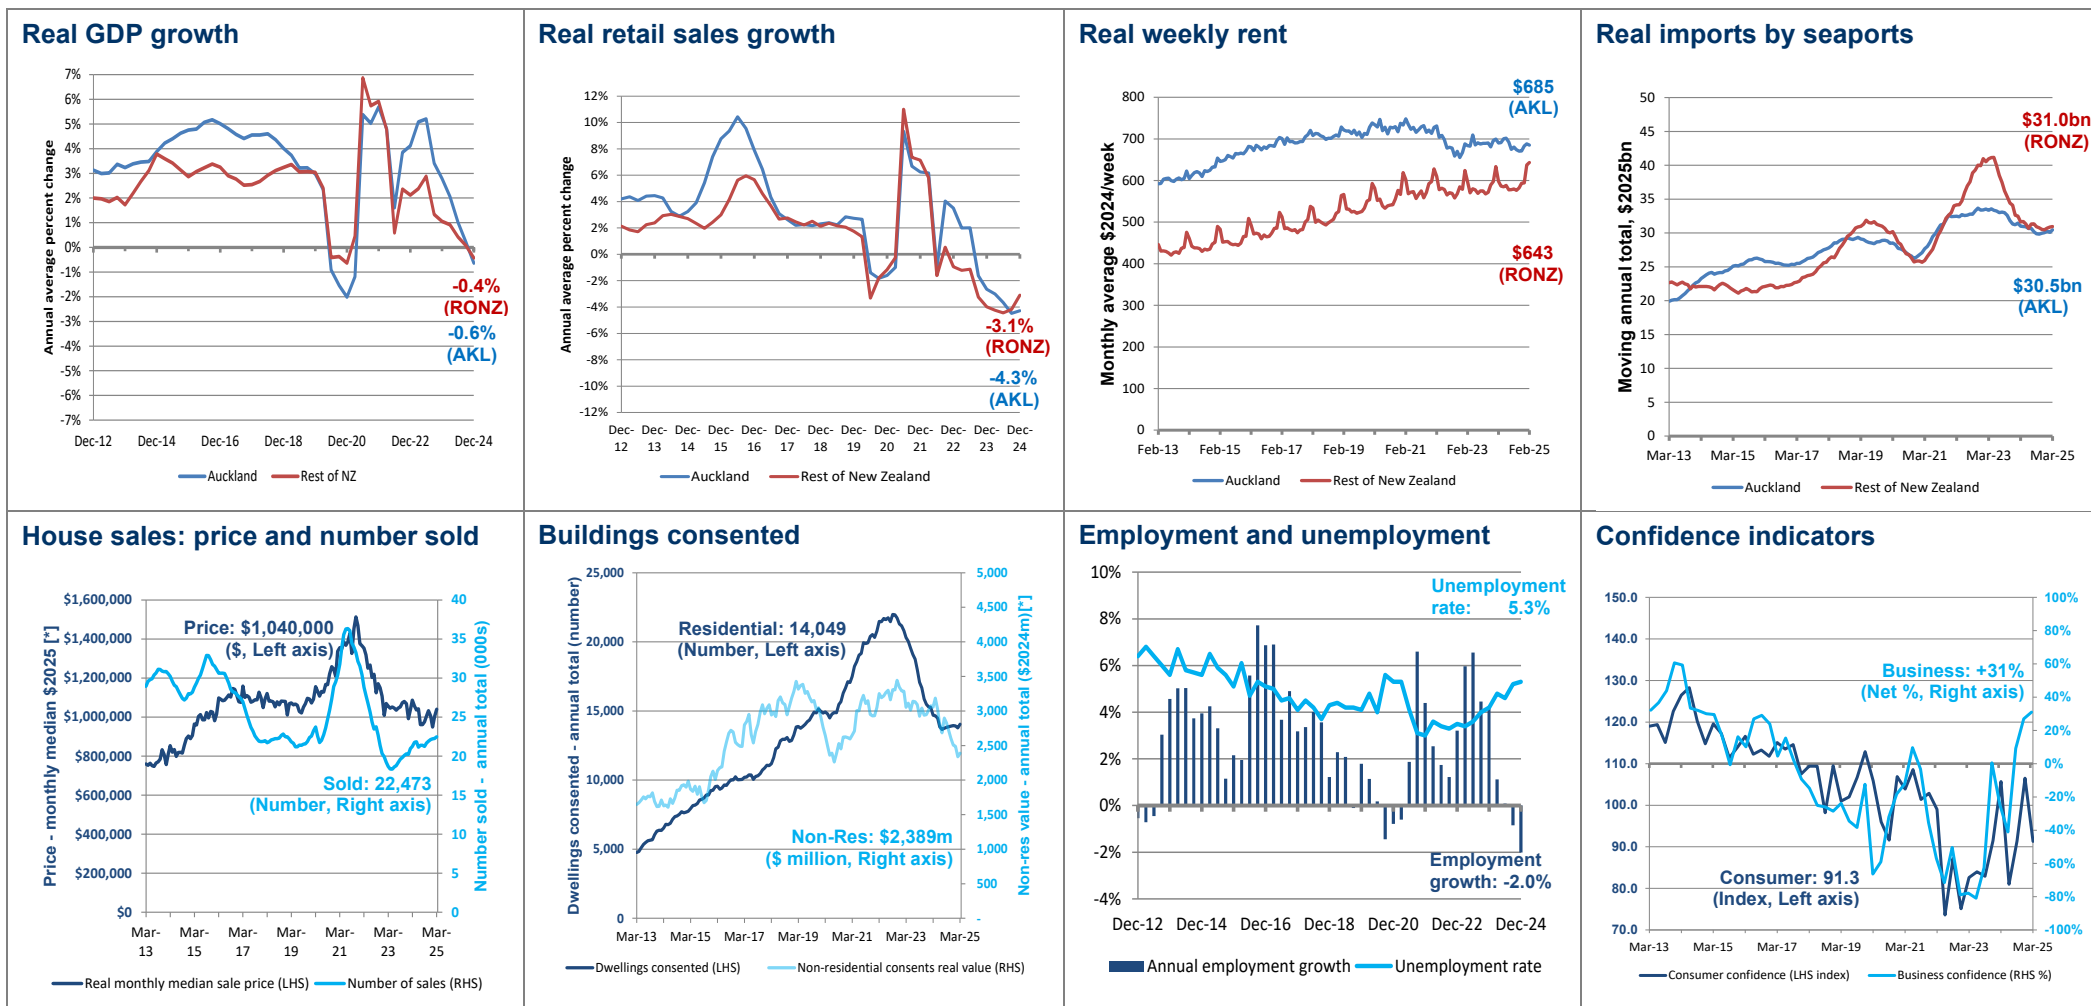 Real GDP growth
Annual average percent change
7%
6%
5%
4%
3%
2%
1%
0%
-1%
-2%
-3%
-4%
-5%
-6%
-7%
-0.4%
(RONZ)
-0.6%
(AKL)
Dec-12 Dec-14 Dec-16 Dec-18 Dec-20 Dec-22 Dec-24
Auckland Rest of NZ
Real retail sales growth
Annual average percent change
12%
10%
8%
6%
4%
2%
0%
-2%
-4%
-6%
-8%
-10%
-12%
-3.1%
(RONZ)
-4.3%
(AKL)
Dec- Dec- Dec- Dec- Dec- Dec- Dec- Dec- Dec- Dec- Dec- Dec- Dec-
12 13 14 15 16 17 18 19 20 21 22 23 24
Auckland Rest of New Zealand
Real weekly rent
Monthly average $2024/week
800
700
600
500
400
300
200
100
0
$685
(AKL)
$643
(RONZ)
Feb-13 Feb-15 Feb-17 Feb-19 Feb-21 Feb-23 Feb-25
Auckland Rest of New Zealand
Real imports by seaports
Moving annual total, $2025bn
50
45
40
35
30
25
20
15
10
5
0
$31.0bn
(RONZ)
$30.5bn
(AKL)
Mar-13 Mar-15 Mar-17 Mar-19 Mar-21 Mar-23 Mar-25
Auckland Rest of New Zealand
House sales: price and number sold
Price - monthly median $2025 [*]
$1,600,000
$1,400,000
$1,200,000
$1,000,000
$800,000
$600,000
$400,000
$200,000
$0
Price: $1,040,000
($, Left axis)
Sold: 22,473
(Number, Right axis)
40
35
30
25
20
15
10
5
0
Number sold - annual total (000s)
Mar- Mar- Mar- Mar- Mar- Mar- Mar-
13 15 17 19 21 23 25
Real monthly median sale price (LHS) Number of sales (RHS)
Buildings consented
Dwellings consented - annual total (number)
25,000
20,000
15,000
10,000
5,000
0
Residential: 14,049
(Number, Left axis)
Non-Res: $2,389m
($ million, Right axis)
5,000
4,500
4,000
3,500
3,000
2,500
2,000
1,500
1,000
500
-
Non-res value - annual total ($2024m)[*]
Mar-13 Mar-15 Mar-17 Mar-19 Mar-21 Mar-23 Mar-25
Dwellings consented (LHS) Non-residential consents real value (RHS)
Employment and unemployment
10%
8%
6%
4%
2%
0%
-2%
-4%
Unemployment
rate: 5.3%
Employment
growth: -2.0%
Dec-12 Dec-14 Dec-16 Dec-18 Dec-20 Dec-22 Dec-24
Annual employment growth Unemployment rate
Confidence indicators
150.0
140.0
130.0
120.0
110.0
100.0
90.0
80.0
70.0
Business: +31%
(Net %, Right axis)
Consumer: 91.3
(Index, Left axis)
100%
80%
60%
40%
20%
0%
-20%
-40%
-60%
-80%
-100%
Mar-13 Mar-15 Mar-17 Mar-19 Mar-21 Mar-23 Mar-25
Consumer confidence (LHS index) Business confidence (RHS %)